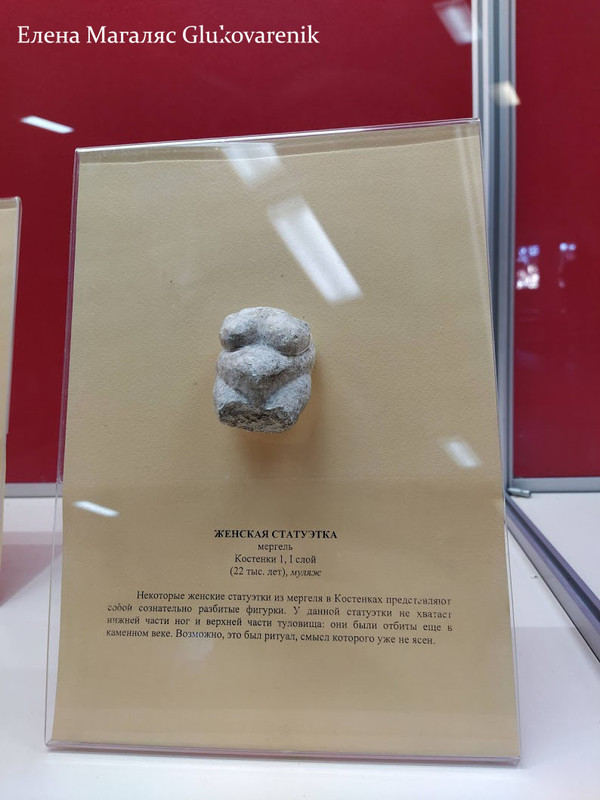 Елена Магаляс Glukovarenik
ЖЕНСКАЯ СТАТУЭТКА
мергель
Костенки 1, I слой
(22 тыс. лет), муляж
Некоторые женские статуэтки из мергеля в Костенках представляют
собой сознательно разбитые фигурки. У данной статуэтки не хватает
нижней части ног и верхней части туловища: они были отбиты еще в
каменном веке. Возможно, это был ритуал, смысл которого уже не ясен.